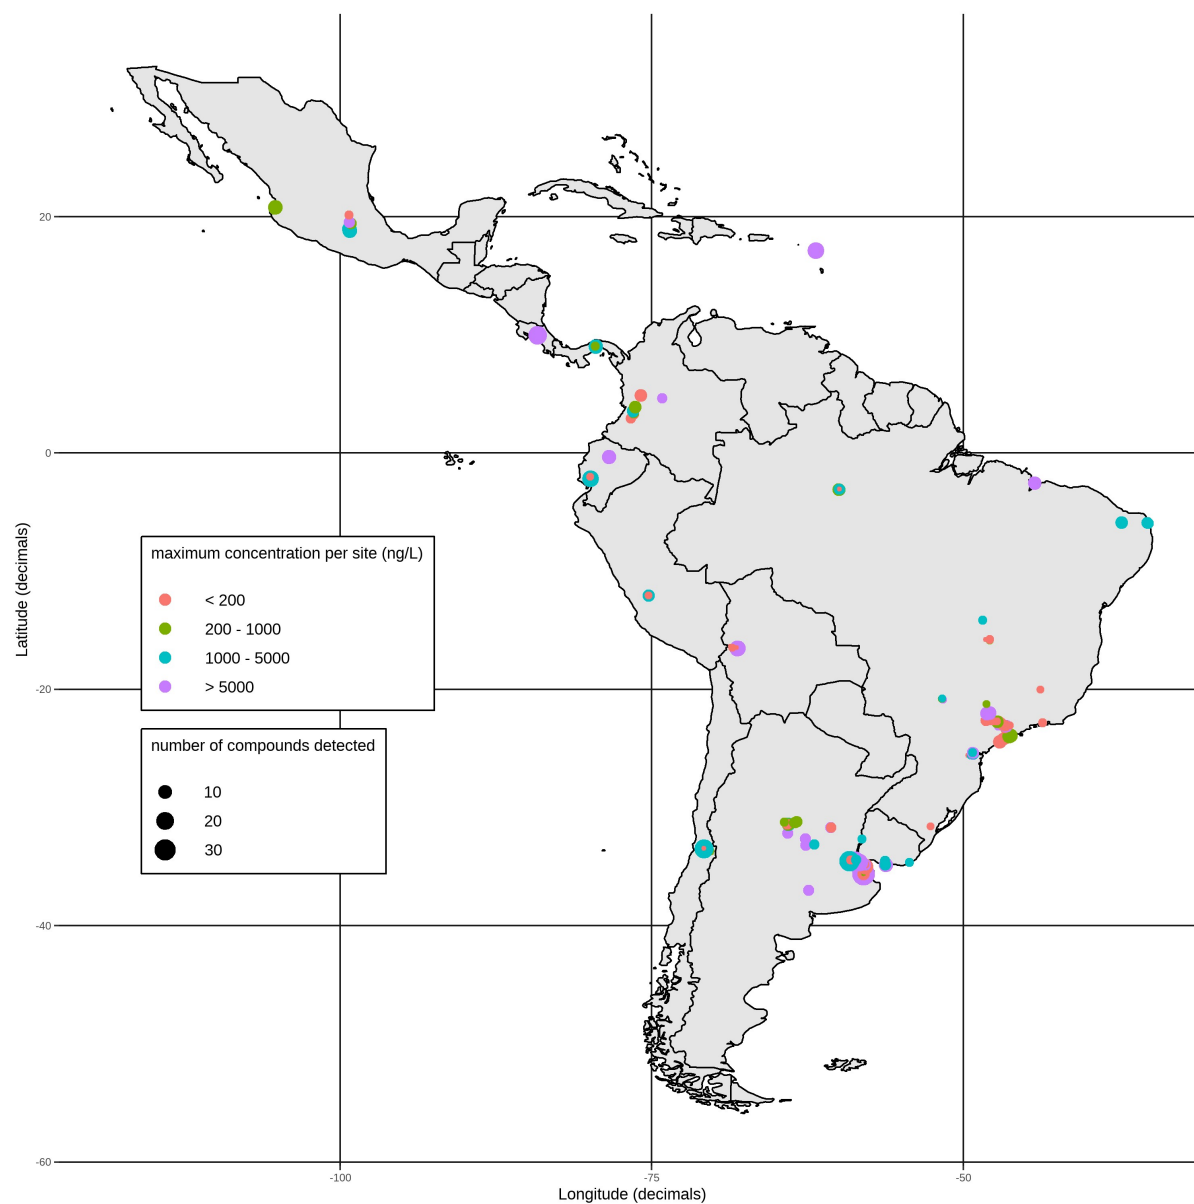 20
0
-20
-40
-60
Latitude (decimals)
maximum concentration per site (ng/L)
< 200
200 - 1000
1000 - 5000
> 5000
number of compounds detected
10
20
30
-100
-75
-50
Longitude (decimals)